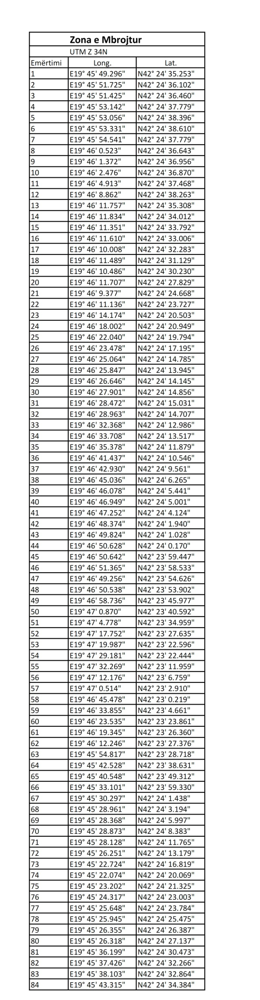 Zona e Mbrojtur
UTM Z 34N
Emërtimi Long. Lat.
1 E19° 45' 49.296" N42° 24' 35.253"
2 E19° 45' 51.725" N42° 24' 36.102"
3 E19° 45' 51.425" N42° 24' 36.460"
4 E19° 45' 53.142" N42° 24' 37.779"
5 E19° 45' 53.056" N42° 24' 38.396"
6 E19° 45' 53.331" N42° 24' 38.610"
7 E19° 45' 54.541" N42° 24' 37.779"
8 E19° 46' 0.523" N42° 24' 36.643"
9 E19° 46' 1.372" N42° 24' 36.956"
10 E19° 46' 2.476" N42° 24' 36.870"
11 E19° 46' 4.913" N42° 24' 37.468"
12 E19° 46' 8.862" N42° 24' 38.263"
13 E19° 46' 11.757" N42° 24' 35.308"
14 E19° 46' 11.834" N42° 24' 34.012"
15 E19° 46' 11.351" N42° 24' 33.792"
16 E19° 46' 11.610" N42° 24' 33.006"
17 E19° 46' 10.008" N42° 24' 32.283"
18 E19° 46' 11.489" N42° 24' 31.129"
19 E19° 46' 10.486" N42° 24' 30.230"
20 E19° 46' 11.707" N42° 24' 27.829"
21 E19° 46' 9.377" N42° 24' 24.668"
22 E19° 46' 11.136" N42° 24' 23.727"
23 E19° 46' 14.174" N42° 24' 20.503"
24 E19° 46' 18.002" N42° 24' 20.949"
25 E19° 46' 22.040" N42° 24' 19.794"
26 E19° 46' 23.478" N42° 24' 17.195"
27 E19° 46' 25.064" N42° 24' 14.785"
28 E19° 46' 25.847" N42° 24' 13.945"
29 E19° 46' 26.646" N42° 24' 14.145"
30 E19° 46' 27.901" N42° 24' 14.856"
31 E19° 46' 28.472" N42° 24' 15.031"
32 E19° 46' 28.963" N42° 24' 14.707"
33 E19° 46' 32.368" N42° 24' 12.986"
34 E19° 46' 33.708" N42° 24' 13.517"
35 E19° 46' 35.378" N42° 24' 11.879"
36 E19° 46' 41.437" N42° 24' 10.546"
37 E19° 46' 42.930" N42° 24' 9.561"
38 E19° 46' 45.036" N42° 24' 6.265"
39 E19° 46' 46.078" N42° 24' 5.441"
40 E19° 46' 46.949" N42° 24' 5.001"
41 E19° 46' 47.252" N42° 24' 4.124"
42 E19° 46' 48.374" N42° 24' 1.940"
43 E19° 46' 49.824" N42° 24' 1.028"
44 E19° 46' 50.628" N42° 24' 0.170"
45 E19° 46' 50.642" N42° 23' 59.447"
46 E19° 46' 51.365" N42° 23' 58.533"
47 E19° 46' 49.256" N42° 23' 54.626"
48 E19° 46' 50.538" N42° 23' 53.902"
49 E19° 46' 58.736" N42° 23' 45.977"
50 E19° 47' 0.870" N42° 23' 40.592"
51 E19° 47' 4.778" N42° 23' 34.959"
52 E19° 47' 17.752" N42° 23' 27.635"
53 E19° 47' 19.987" N42° 23' 22.596"
54 E19° 47' 29.181" N42° 23' 22.444"
55 E19° 47' 32.269" N42° 23' 11.959"
56 E19° 47' 12.176" N42° 23' 6.759"
57 E19° 47' 0.514" N42° 23' 2.910"
58 E19° 46' 45.478" N42° 23' 0.219"
59 E19° 46' 33.855" N42° 23' 4.661"
60 E19° 46' 23.535" N42° 23' 23.861"
61 E19° 46' 19.345" N42° 23' 26.360"
62 E19° 46' 12.246" N42° 23' 27.376"
63 E19° 45' 54.817" N42° 23' 28.718"
64 E19° 45' 42.528" N42° 23' 38.631"
65 E19° 45' 40.548" N42° 23' 49.312"
66 E19° 45' 33.101" N42° 23' 59.330"
67 E19° 45' 30.297" N42° 24' 1.438"
68 E19° 45' 28.961" N42° 24' 3.194"
69 E19° 45' 28.368" N42° 24' 5.997"
70 E19° 45' 28.873" N42° 24' 8.383"
71 E19° 45' 28.128" N42° 24' 11.765"
72 E19° 45' 26.251" N42° 24' 13.179"
73 E19° 45' 22.724" N42° 24' 16.819"
74 E19° 45' 22.074" N42° 24' 20.069"
75 E19° 45' 23.202" N42° 24' 21.325"
76 E19° 45' 24.317" N42° 24' 23.003"
77 E19° 45' 25.648" N42° 24' 23.784"
78 E19° 45' 25.945" N42° 24' 25.475"
79 E19° 45' 26.355" N42° 24' 26.387"
80 E19° 45' 26.318" N42° 24' 27.137"
81 E19° 45' 36.199" N42° 24' 30.473"
82 E19° 45' 37.426" N42° 24' 32.266"
83 E19° 45' 38.103" N42° 24' 32.864"
84 E19° 45' 43.315" N42° 24' 34.384"